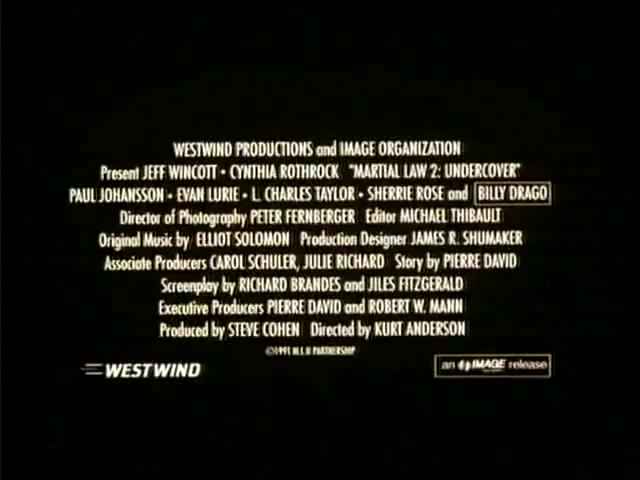 WESTWIND PRODUCTIONS and IMAGE ORGANIZATION
Present JEFF WINCOTT • CYNTHIA ROTHROCK "MARTIAL LAW 2: UNDERCOVER"
PAUL JOHANSSON • EVAN LURIE • L. CHARLES TAYLOR • SHERRIE ROSE and BILLY DRAGO
Director of Photography PETER FERNBERGER Editor MICHAEL THIBAULT
Original Music by ELLIOT SOLOMON Production Designer JAMES R. SHUMAKER
Associate Producers CAROL SCHULER, JULIE RICHARD Story by PIERRE DAVID
Screenplay by RICHARD BRANDES and JILES FITZGERALD
Executive Producers PIERRE DAVID and ROBERT W. MANN
Produced by STEVE COHEN Directed by KURT ANDERSON
©1991 M.L.II PARTNERSHIP
WESTWIND
an IMAGE release